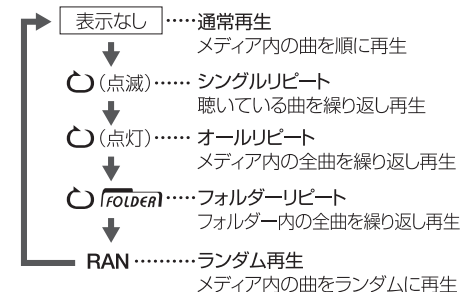 表示なし ‥‥‥通常再生
メディア内の曲を順に再生
(点滅)‥‥‥ シングルリピート
聴いている曲を繰り返し再生
(点灯)‥‥‥ オールリピート
メディア内の全曲を繰り返し再生
FOLDER ‥‥‥フォルダーリピート
フォルダー内の全曲を繰り返し再生
RAN ‥‥‥‥‥ランダム再生
メディア内の曲をランダムに再生